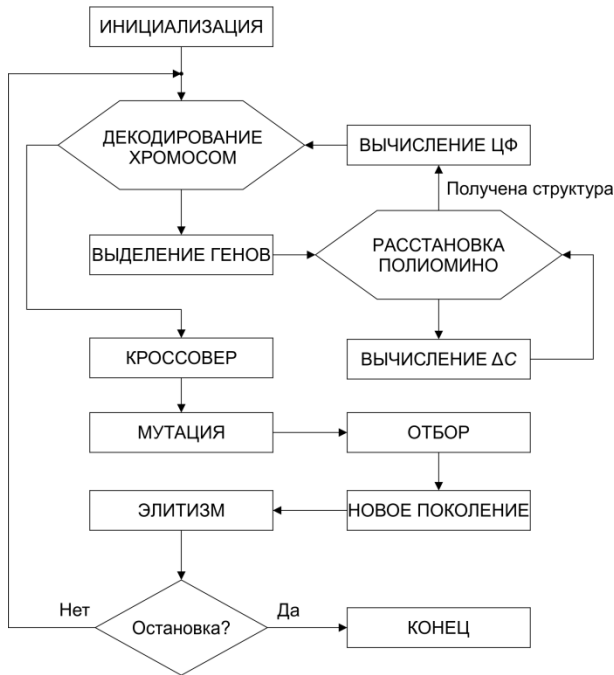 ИНИЦИАЛИЗАЦИЯ
ДЕКОДИРОВАНИЕ
ХРОМОСОМ
ВЫЧИСЛЕНИЕ ЦФ
Получена структура
ВЫДЕЛЕНИЕ ГЕНОВ
РАССТАНОВКА
ПОЛИОМИНО
КРОССОВЕР
ВЫЧИСЛЕНИЕ ΔC
МУТАЦИЯ
ОТБОР
ЭЛИТИЗМ
НОВОЕ ПОКОЛЕНИЕ
Нет
Остановка?
Да
КОНЕЦ